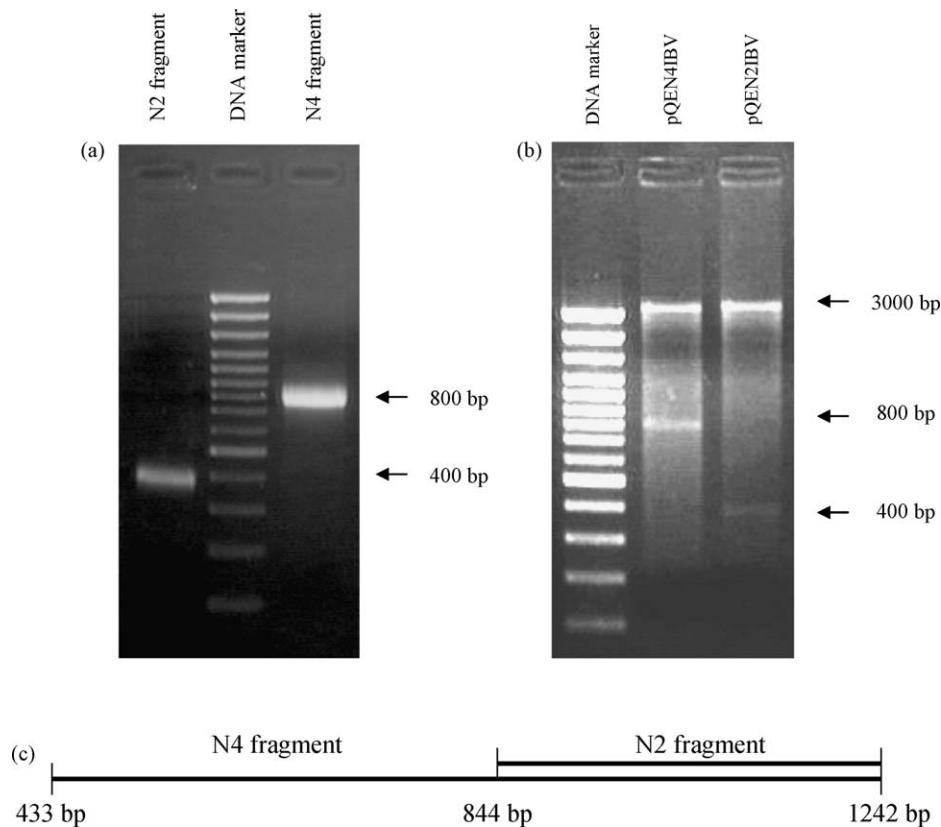 (a)
N2 fragment
DNA marker
N4 fragment
800 bp
400 bp
(b)
DNA marker
pQEN4IBV
pQEN2IBV
3000 bp
800 bp
400 bp
(c)
N4 fragment
N2 fragment
433 bp
844 bp
1242 bp